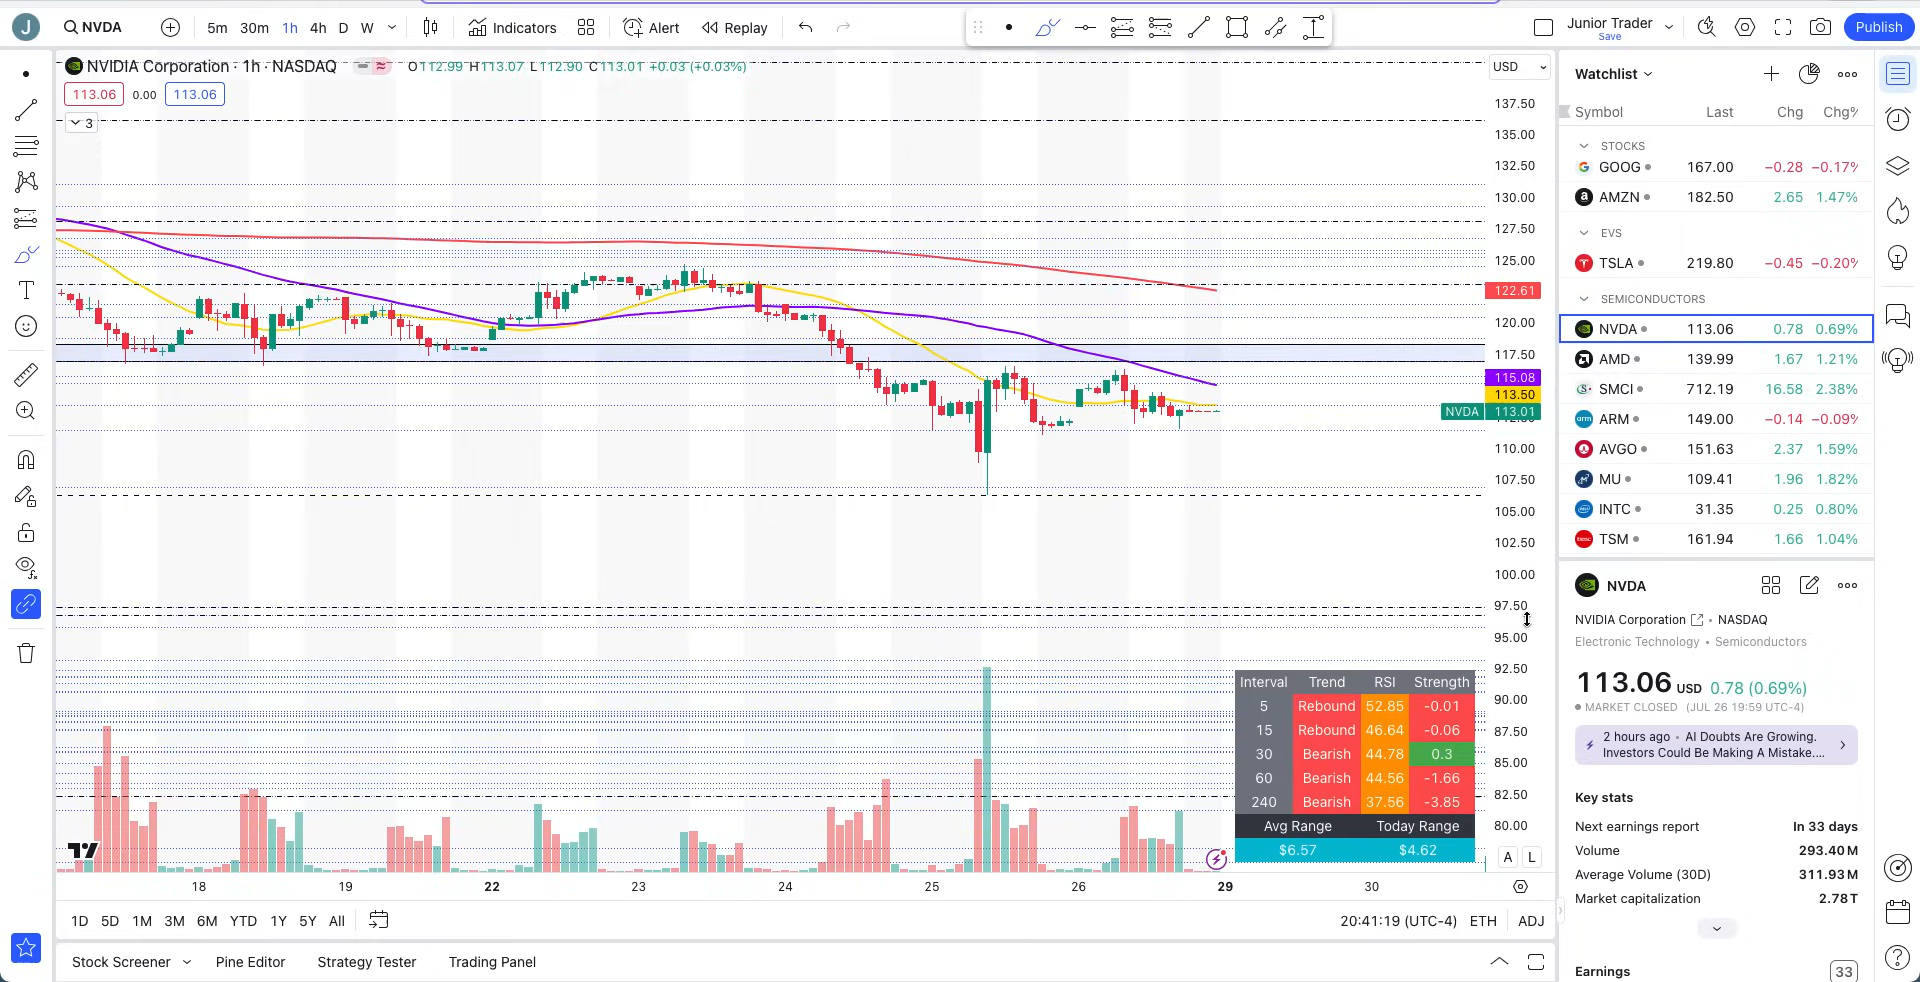 J
NVDA
5m 30m 1h 4h D W
Indicators
Alert
Replay
Junior Trader
Save
Publish
NVIDIA Corporation · 1h · NASDAQ
O112.99 H113.07 L112.90 C113.01 +0.03 (+0.03%)
113.06 0.00 113.06
3
USD
137.50
135.00
132.50
130.00
127.50
125.00
122.61
120.00
117.50
115.08
113.50
NVDA 113.01
110.00
107.50
105.00
102.50
100.00
97.50
95.00
92.50
90.00
87.50
85.00
82.50
80.00
Interval Trend RSI Strength
5 Rebound 52.85 -0.01
15 Rebound 46.64 -0.06
30 Bearish 44.78 0.3
60 Bearish 44.56 -1.66
240 Bearish 37.56 -3.85
Avg Range Today Range
$6.57 $4.62
A L
18 19 22 23 24 25 26 29 30
1D 5D 1M 3M 6M YTD 1Y 5Y All
20:41:19 (UTC-4) ETH ADJ
Stock Screener Pine Editor Strategy Tester Trading Panel
Watchlist
Symbol Last Chg Chg%
STOCKS
GOOG 167.00 −0.28 −0.17%
AMZN 182.50 2.65 1.47%
EVS
TSLA 219.80 −0.45 −0.20%
SEMICONDUCTORS
NVDA 113.06 0.78 0.69%
AMD 139.99 1.67 1.21%
SMCI 712.19 16.58 2.38%
ARM 149.00 −0.14 −0.09%
AVGO 151.63 2.37 1.59%
MU 109.41 1.96 1.82%
INTC 31.35 0.25 0.80%
TSM 161.94 1.66 1.04%
NVDA
NVIDIA Corporation • NASDAQ
Electronic Technology • Semiconductors
113.06 USD 0.78 (0.69%)
MARKET CLOSED (JUL 26 19:59 UTC-4)
2 hours ago • AI Doubts Are Growing.
Investors Could Be Making A Mistake....
Key stats
Next earnings report In 33 days
Volume 293.40M
Average Volume (30D) 311.93M
Market capitalization 2.78T
Earnings 33